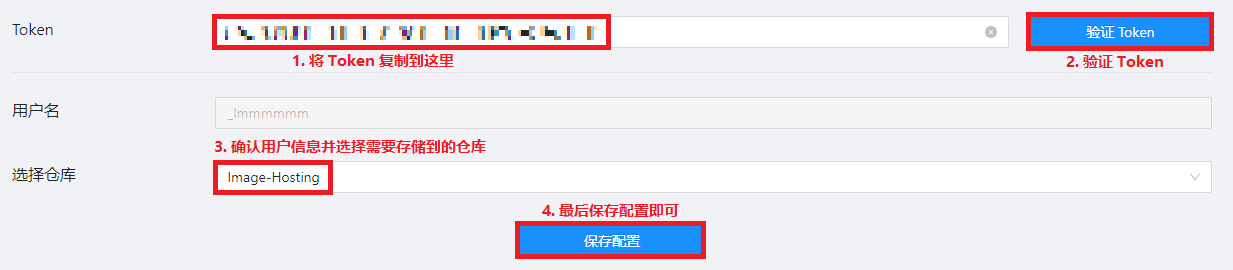 Token
验证 Token
1. 将 Token 复制到这里
2. 验证 Token
用户名
_lmmmmmm
3. 确认用户信息并选择需要存储到的仓库
选择仓库
Image-Hosting
4. 最后保存配置即可
保存配置